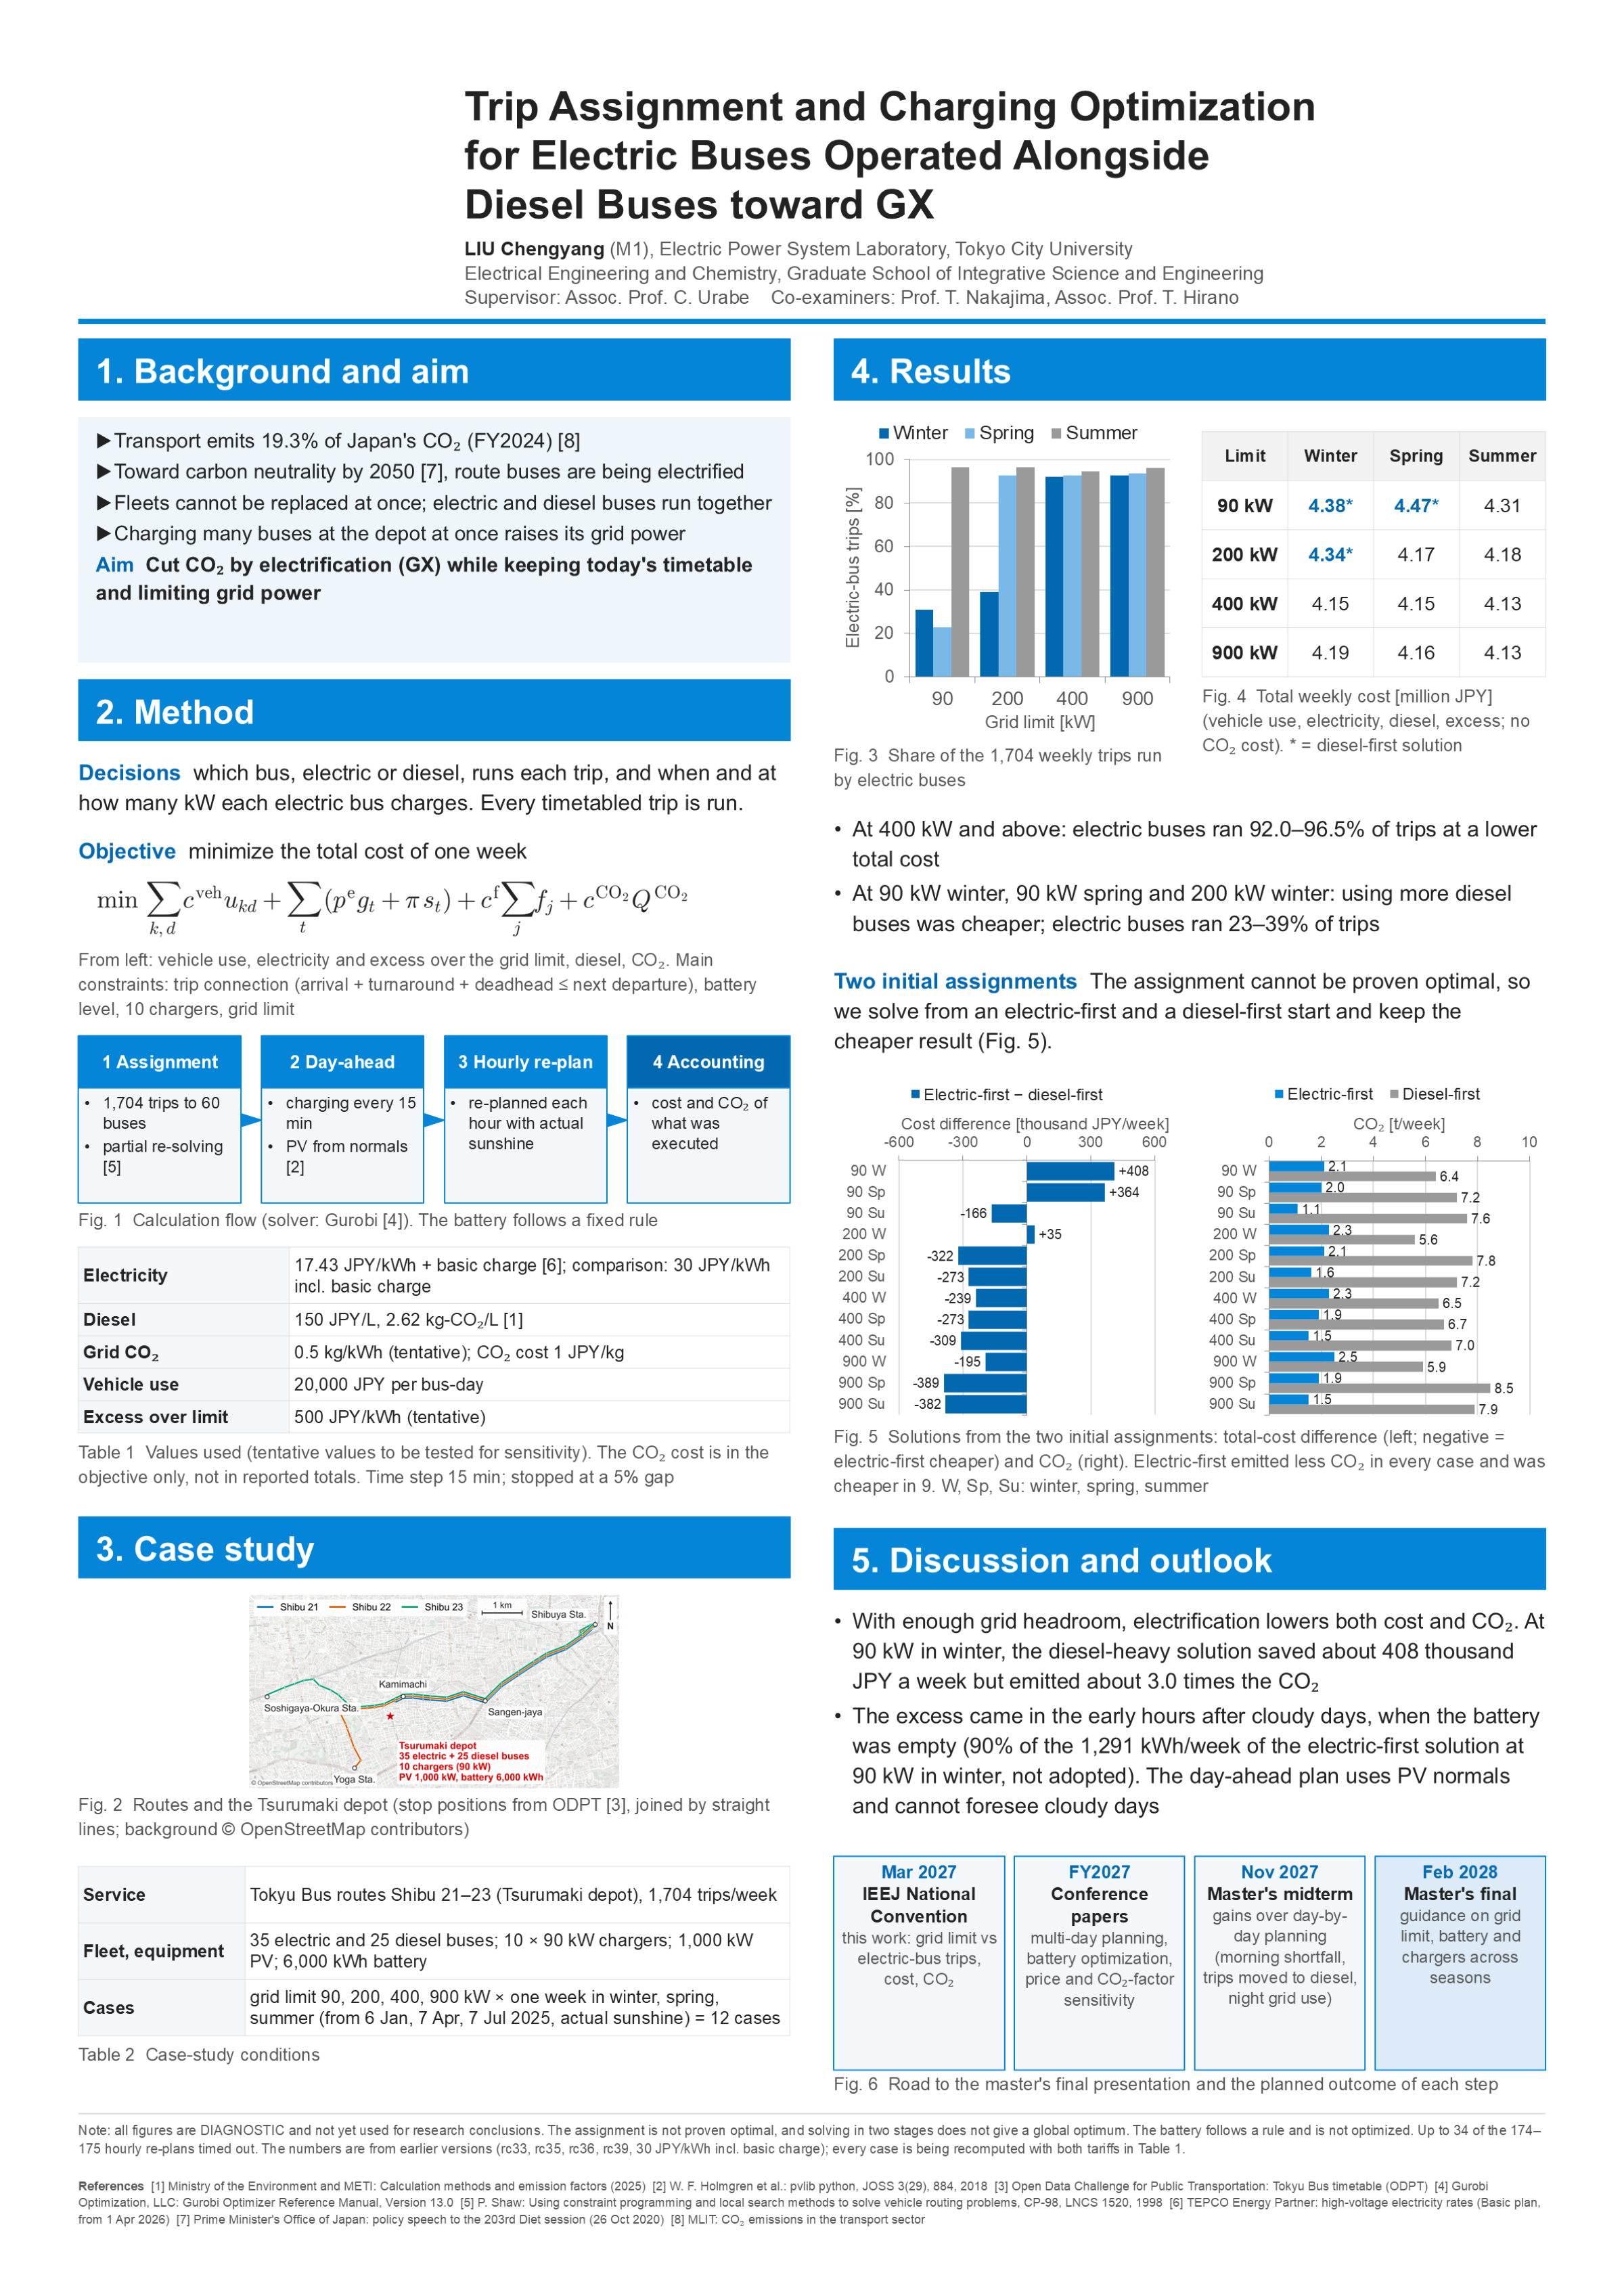 Trip Assignment and Charging Optimization
for Electric Buses Operated Alongside
Diesel Buses toward GX
LIU Chengyang (M1), Electric Power System Laboratory, Tokyo City University
Electrical Engineering and Chemistry, Graduate School of Integrative Science and Engineering
Supervisor: Assoc. Prof. C. Urabe Co-examiners: Prof. T. Nakajima, Assoc. Prof. T. Hirano
1. Background and aim
▶Transport emits 19.3% of Japan's CO₂ (FY2024) [8]
▶Toward carbon neutrality by 2050 [7], route buses are being electrified
▶Fleets cannot be replaced at once; electric and diesel buses run together
▶Charging many buses at the depot at once raises its grid power
Aim Cut CO₂ by electrification (GX) while keeping today's timetable
and limiting grid power
2. Method
Decisions which bus, electric or diesel, runs each trip, and when and at
how many kW each electric bus charges. Every timetabled trip is run.
Objective minimize the total cost of one week
min ∑_{k,d} c^{veh} u_{kd} + ∑_t (p^e g_t + π s_t) + c^f ∑_j f_j + c^{CO₂} Q^{CO₂}
From left: vehicle use, electricity and excess over the grid limit, diesel, CO₂. Main
constraints: trip connection (arrival + turnaround + deadhead ≤ next departure), battery
level, 10 chargers, grid limit
1 Assignment
• 1,704 trips to 60
buses
• partial re-solving
[5]
2 Day-ahead
• charging every 15
min
• PV from normals
[2]
3 Hourly re-plan
• re-planned each
hour with actual
sunshine
4 Accounting
• cost and CO₂ of
what was
executed
Fig. 1 Calculation flow (solver: Gurobi [4]). The battery follows a fixed rule
Electricity 17.43 JPY/kWh + basic charge [6]; comparison: 30 JPY/kWh
incl. basic charge
Diesel 150 JPY/L, 2.62 kg-CO₂/L [1]
Grid CO₂ 0.5 kg/kWh (tentative); CO₂ cost 1 JPY/kg
Vehicle use 20,000 JPY per bus-day
Excess over limit 500 JPY/kWh (tentative)
Table 1 Values used (tentative values to be tested for sensitivity). The CO₂ cost is in the
objective only, not in reported totals. Time step 15 min; stopped at a 5% gap
3. Case study
Shibu 21 Shibu 22 Shibu 23
1 km
N
Shibuya Sta.
Kamimachi
Soshigaya-Okura Sta.
Sangen-jaya
Tsurumaki depot
35 electric + 25 diesel buses
10 chargers (90 kW)
PV 1,000 kW, battery 6,000 kWh
Yoga Sta.
© OpenStreetMap contributors
Fig. 2 Routes and the Tsurumaki depot (stop positions from ODPT [3], joined by straight
lines; background © OpenStreetMap contributors)
Service Tokyu Bus routes Shibu 21–23 (Tsurumaki depot), 1,704 trips/week
Fleet, equipment 35 electric and 25 diesel buses; 10 × 90 kW chargers; 1,000 kW
PV; 6,000 kWh battery
Cases grid limit 90, 200, 400, 900 kW × one week in winter, spring,
summer (from 6 Jan, 7 Apr, 7 Jul 2025, actual sunshine) = 12 cases
Table 2 Case-study conditions
4. Results
Winter Spring Summer
Electric-bus trips [%]
100
80
60
40
20
0
90 200 400 900
Grid limit [kW]
Fig. 3 Share of the 1,704 weekly trips run
by electric buses
Limit Winter Spring Summer
90 kW 4.38* 4.47* 4.31
200 kW 4.34* 4.17 4.18
400 kW 4.15 4.15 4.13
900 kW 4.19 4.16 4.13
Fig. 4 Total weekly cost [million JPY]
(vehicle use, electricity, diesel, excess; no
CO₂ cost). * = diesel-first solution
• At 400 kW and above: electric buses ran 92.0–96.5% of trips at a lower
total cost
• At 90 kW winter, 90 kW spring and 200 kW winter: using more diesel
buses was cheaper; electric buses ran 23–39% of trips
Two initial assignments The assignment cannot be proven optimal, so
we solve from an electric-first and a diesel-first start and keep the
cheaper result (Fig. 5).
Electric-first − diesel-first
Cost difference [thousand JPY/week]
-600 -300 0 300 600
90 W +408
90 Sp +364
90 Su -166
200 W +35
200 Sp -322
200 Su -273
400 W -239
400 Sp -273
400 Su -309
900 W -195
900 Sp -389
900 Su -382
Electric-first Diesel-first
CO₂ [t/week]
0 2 4 6 8 10
90 W 2.1 6.4
90 Sp 2.0 7.2
90 Su 1.1 7.6
200 W 2.3 5.6
200 Sp 2.1 7.8
200 Su 1.6 7.2
400 W 2.3 6.5
400 Sp 1.9 6.7
400 Su 1.5 7.0
900 W 2.5 5.9
900 Sp 1.9 8.5
900 Su 1.5 7.9
Fig. 5 Solutions from the two initial assignments: total-cost difference (left; negative =
electric-first cheaper) and CO₂ (right). Electric-first emitted less CO₂ in every case and was
cheaper in 9. W, Sp, Su: winter, spring, summer
5. Discussion and outlook
• With enough grid headroom, electrification lowers both cost and CO₂. At
90 kW in winter, the diesel-heavy solution saved about 408 thousand
JPY a week but emitted about 3.0 times the CO₂
• The excess came in the early hours after cloudy days, when the battery
was empty (90% of the 1,291 kWh/week of the electric-first solution at
90 kW in winter, not adopted). The day-ahead plan uses PV normals
and cannot foresee cloudy days
Mar 2027
IEEJ National
Convention
this work: grid limit vs
electric-bus trips,
cost, CO₂
FY2027
Conference
papers
multi-day planning,
battery optimization,
price and CO₂-factor
sensitivity
Nov 2027
Master's midterm
gains over day-by-
day planning
(morning shortfall,
trips moved to diesel,
night grid use)
Feb 2028
Master's final
guidance on grid
limit, battery and
chargers across
seasons
Fig. 6 Road to the master's final presentation and the planned outcome of each step
Note: all figures are DIAGNOSTIC and not yet used for research conclusions. The assignment is not proven optimal, and solving in two stages does not give a global optimum. The battery follows a rule and is not optimized. Up to 34 of the 174–
175 hourly re-plans timed out. The numbers are from earlier versions (rc33, rc35, rc36, rc39, 30 JPY/kWh incl. basic charge); every case is being recomputed with both tariffs in Table 1.
References [1] Ministry of the Environment and METI: Calculation methods and emission factors (2025) [2] W. F. Holmgren et al.: pvlib python, JOSS 3(29), 884, 2018 [3] Open Data Challenge for Public Transportation: Tokyu Bus timetable (ODPT) [4] Gurobi
Optimization, LLC: Gurobi Optimizer Reference Manual, Version 13.0 [5] P. Shaw: Using constraint programming and local search methods to solve vehicle routing problems, CP-98, LNCS 1520, 1998 [6] TEPCO Energy Partner: high-voltage electricity rates (Basic plan,
from 1 Apr 2026) [7] Prime Minister's Office of Japan: policy speech to the 203rd Diet session (26 Oct 2020) [8] MLIT: CO₂ emissions in the transport sector